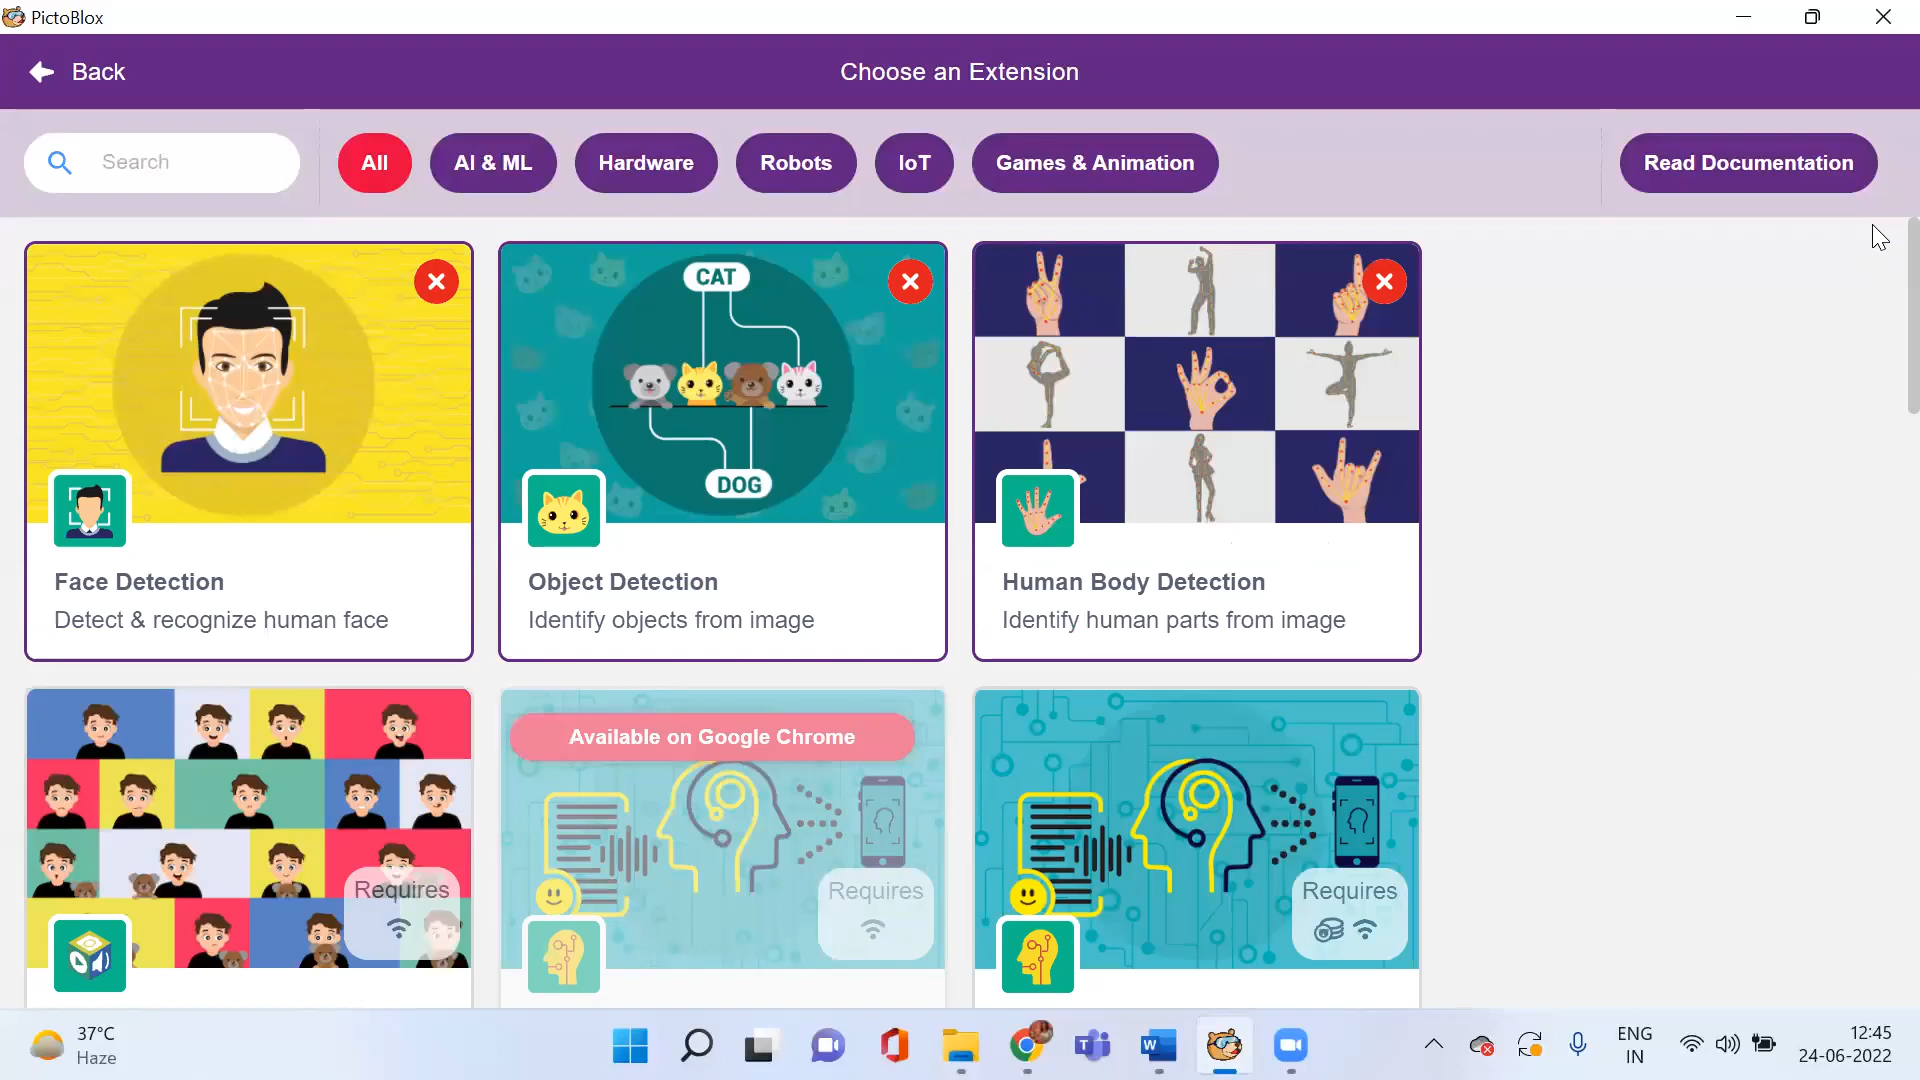 PictoBlox
Back
Choose an Extension
Search
All
AI & ML
Hardware
Robots
IoT
Games & Animation
Read Documentation
CAT
DOG
Face Detection
Detect & recognize human face
Object Detection
Identify objects from image
Human Body Detection
Identify human parts from image
Requires
Available on Google Chrome
Requires
Requires
37°C
Haze
ENG
IN
12:45
24-06-2022